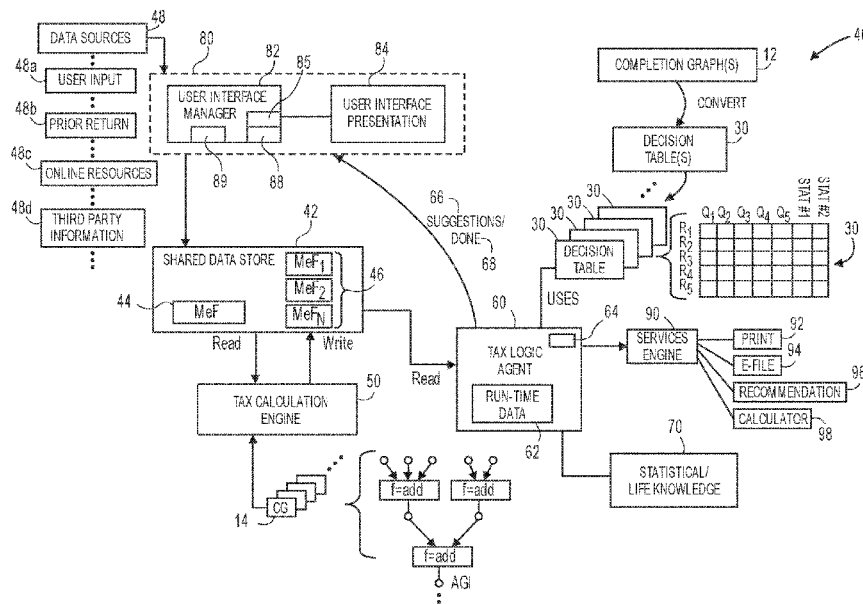 48
DATA SOURCES
48a
USER INPUT
48b
PRIOR RETURN
48c
ONLINE RESOURCES
48d
THIRD PARTY
INFORMATION
80
82
85
84
USER INTERFACE
MANAGER
USER INTERFACE
PRESENTATION
89
88
COMPLETION GRAPH(S)
12
CONVERT
DECISION
TABLE(S)
30
66
SUGGESTIONS/
DONE
68
30
30
30
30
DECISION
TABLE
USES
Q1 Q2 Q3 Q4 Q5 STAT #1 STAT #2
R1
R2
R3
R4
R5
30
42
SHARED DATA STORE
MeF1
MeF2
MeFN
46
44
MeF
Read
Write
Read
60
64
TAX LOGIC
AGENT
RUN-TIME
DATA
62
90
SERVICES
ENGINE
92
PRINT
94
E-FILE
RECOMMENDATION
CALCULATOR
98
50
TAX CALCULATION
ENGINE
70
STATISTICAL/
LIFE KNOWLEDGE
14
CG
f=add
f=add
f=add
AGI